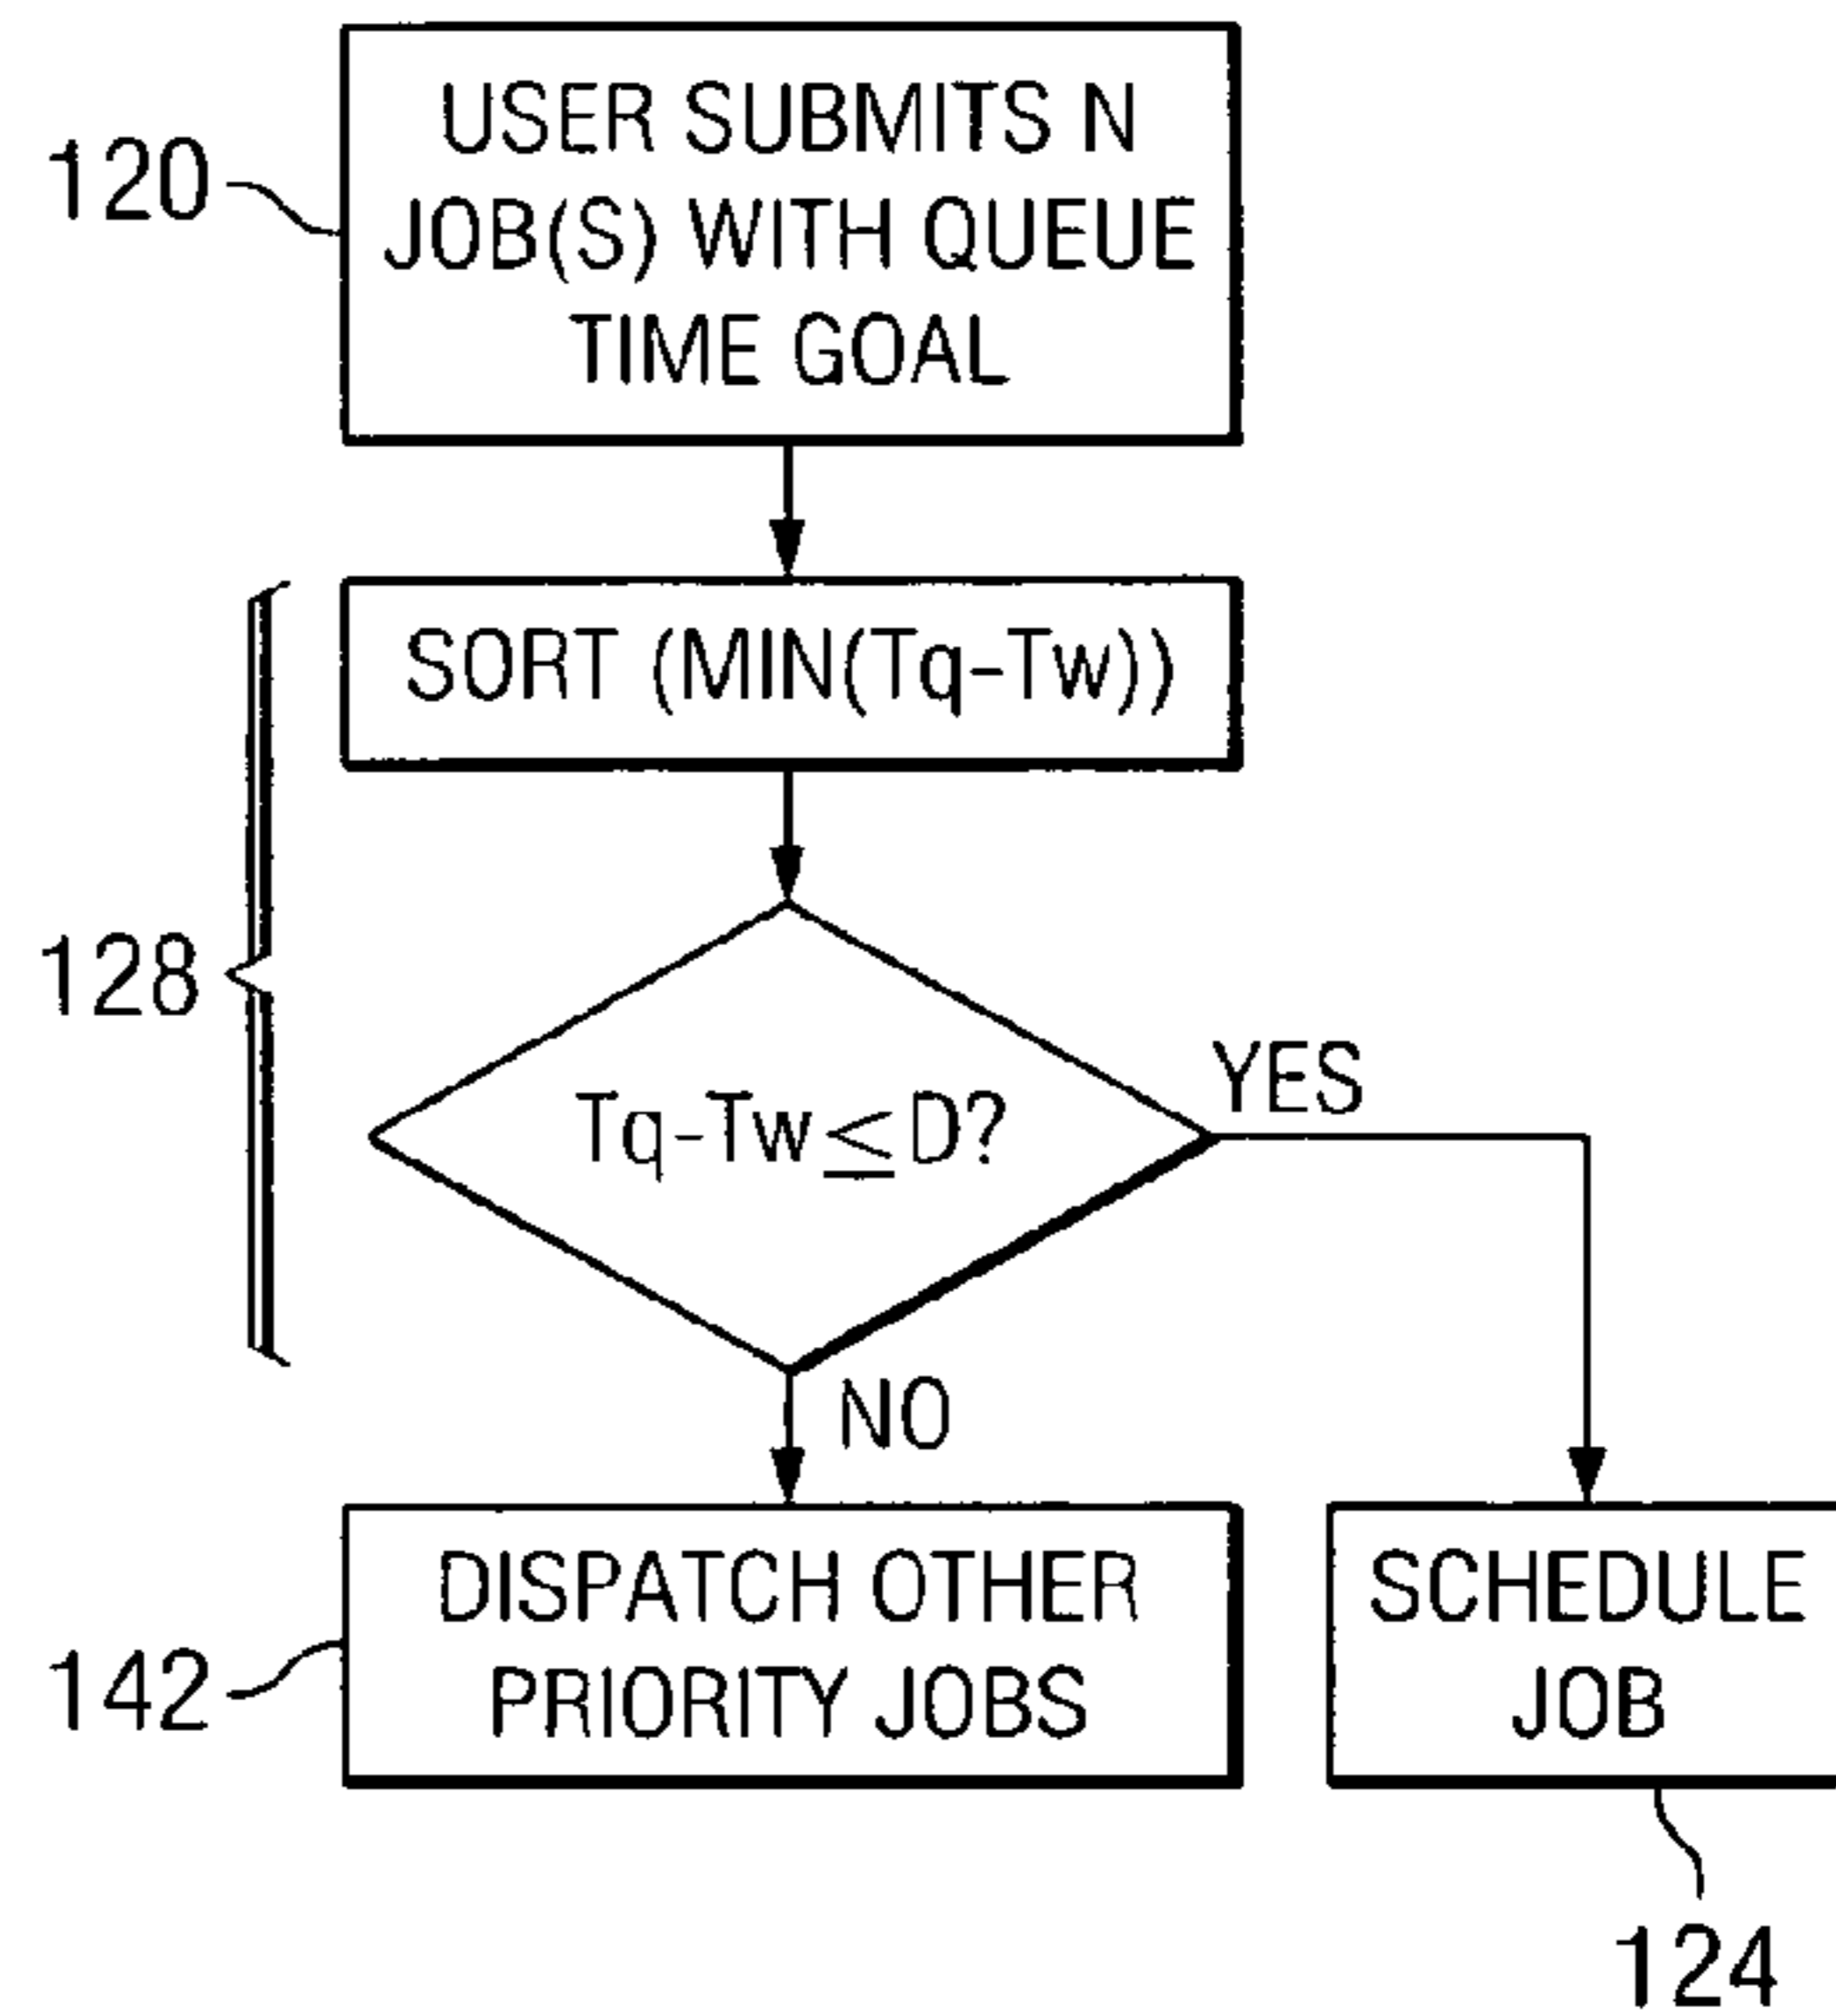 120
USER SUBMITS N
JOB(S) WITH QUEUE
TIME GOAL
128
SORT (MIN(Tq-Tw))
Tq-Tw≤D?
YES
NO
142
DISPATCH OTHER
PRIORITY JOBS
SCHEDULE
JOB
124